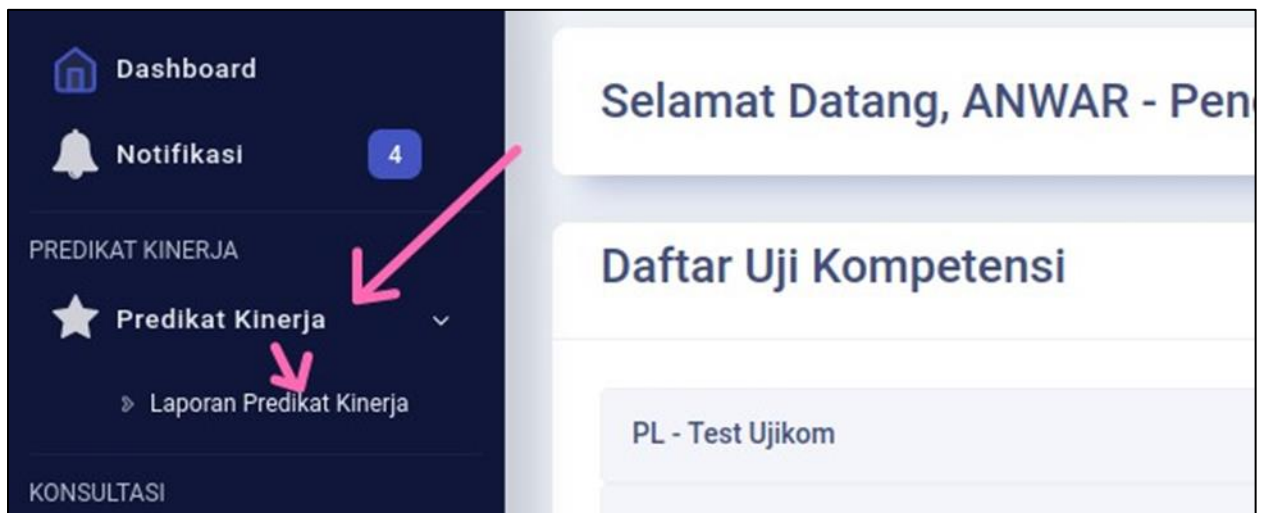 Dashboard
Notifikasi 4
PREDIKAT KINERJA
Predikat Kinerja
Laporan Predikat Kinerja
KONSULTASI
Selamat Datang, ANWAR - Pen
Daftar Uji Kompetensi
PL - Test Ujikom